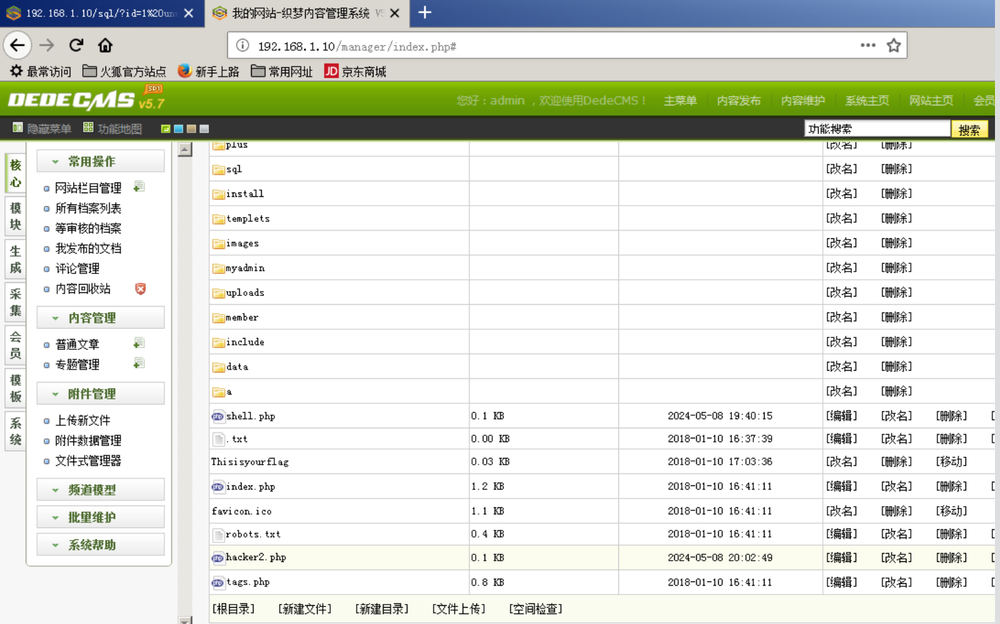 192.168.1.10/sql/?id=1%20un
我的网站-织梦内容管理系统 V5
192.168.1.10/manager/index.php#
最常访问 火狐官方站点 新手上路 常用网址 JD 京东商城
DEDECMS v5.7 SP1
您好：admin ，欢迎使用DedeCMS！ 主菜单 内容发布 内容维护 系统主页 网站主页 会员
隐藏菜单 功能地图 功能搜索 搜索
核心
模块
生成
采集
会员
模板
系统
常用操作
网站栏目管理
所有档案列表
等审核的档案
我发布的文档
评论管理
内容回收站
内容管理
普通文章
专题管理
附件管理
上传新文件
附件数据管理
文件式管理器
频道模型
批量维护
系统帮助
plus [改名] [删除]
sql [改名] [删除]
install [改名] [删除]
templets [改名] [删除]
images [改名] [删除]
myadmin [改名] [删除]
uploads [改名] [删除]
member [改名] [删除]
include [改名] [删除]
data [改名] [删除]
a [改名] [删除]
shell.php 0.1 KB 2024-05-08 19:40:15 [编辑] [改名] [删除] [
.txt 0.00 KB 2018-01-10 16:37:39 [编辑] [改名] [删除] [
Thisisyourflag 0.03 KB 2018-01-10 17:03:36 [改名] [删除] [移动]
index.php 1.2 KB 2018-01-10 16:41:11 [编辑] [改名] [删除] [
favicon.ico 1.1 KB 2018-01-10 16:41:11 [改名] [删除] [移动]
robots.txt 0.4 KB 2018-01-10 16:41:11 [编辑] [改名] [删除] [
hacker2.php 0.1 KB 2024-05-08 20:02:49 [编辑] [改名] [删除] [
tags.php 0.8 KB 2018-01-10 16:41:11 [编辑] [改名] [删除] [
[根目录] [新建文件] [新建目录] [文件上传] [空间检查]